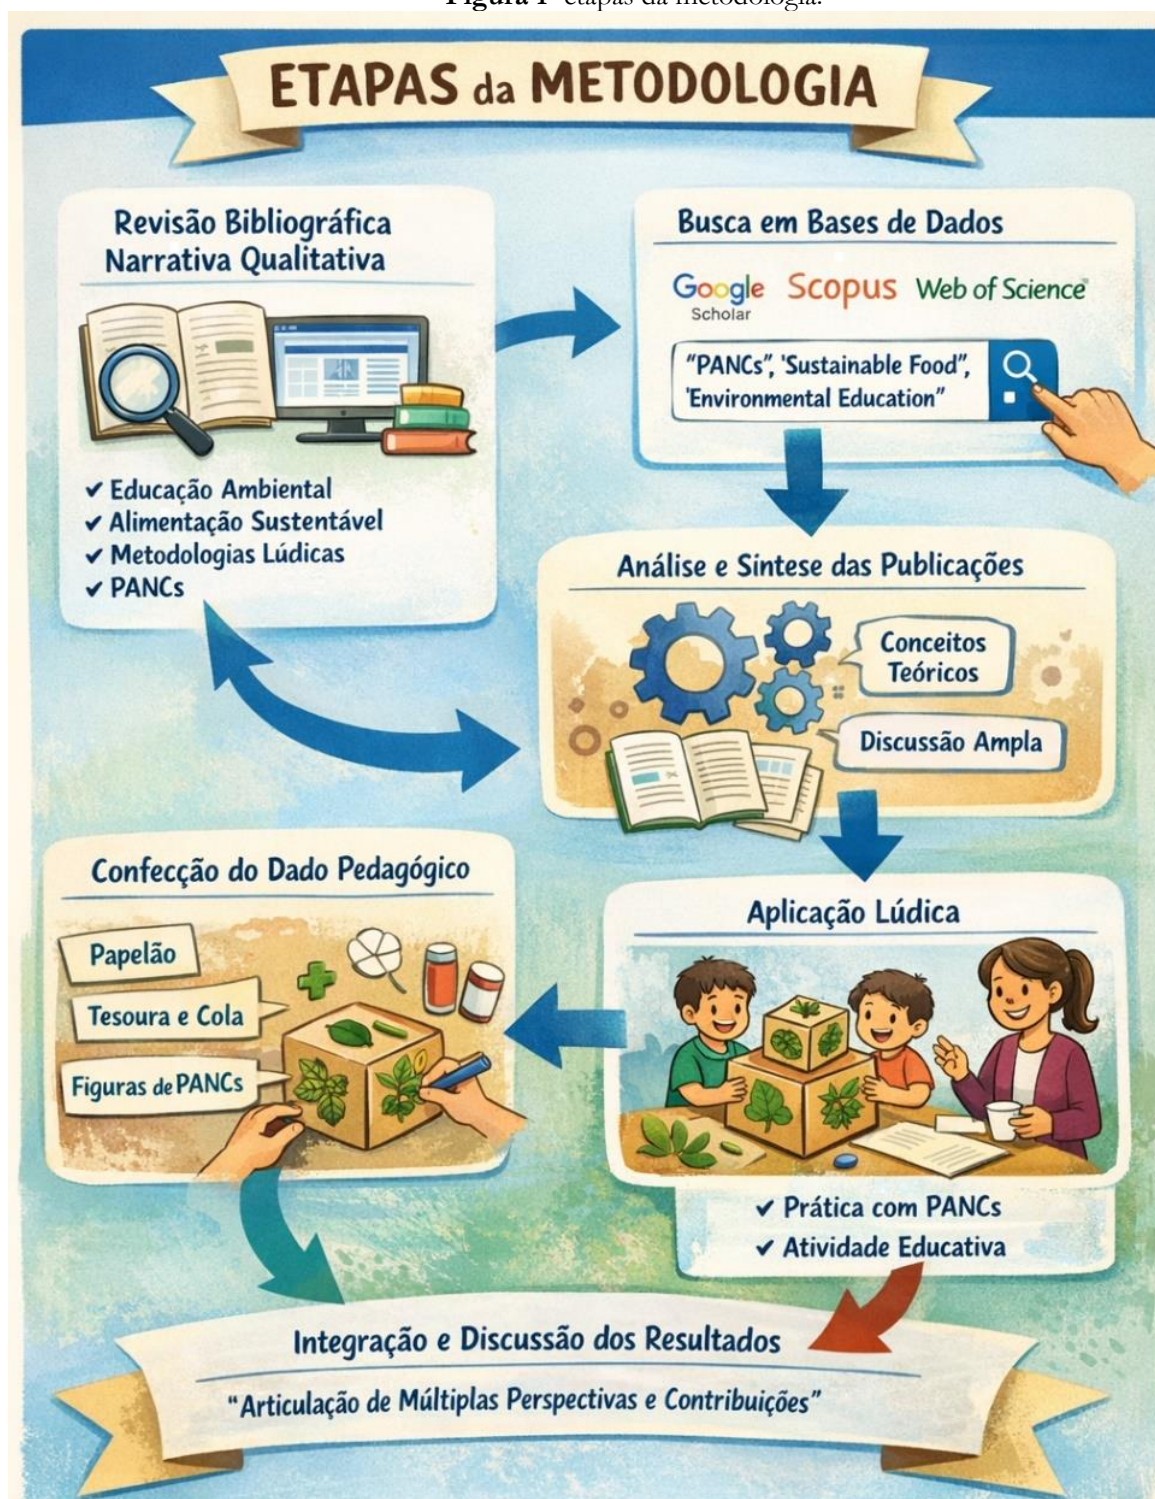 Figura 1- etapas da metodologia.
ETAPAS da METODOLOGIA
Revisão Bibliográfica
Narrativa Qualitativa
✔ Educação Ambiental
✔ Alimentação Sustentável
✔ Metodologias Lúdicas
✔ PANCs
Busca em Bases de Dados
Google Scholar
Scopus
Web of Science
"PANCs", 'Sustainable Food",
'Environmental Education"
Análise e Síntese das Publicações
Conceitos
Teóricos
Discussão Ampla
Confecção do Dado Pedagógico
Papelão
Tesoura e Cola
Figuras de PANCs
Aplicação Lúdica
✔ Prática com PANCs
✔ Atividade Educativa
Integração e Discussão dos Resultados
"Articulação de Múltiplas Perspectivas e Contribuições"